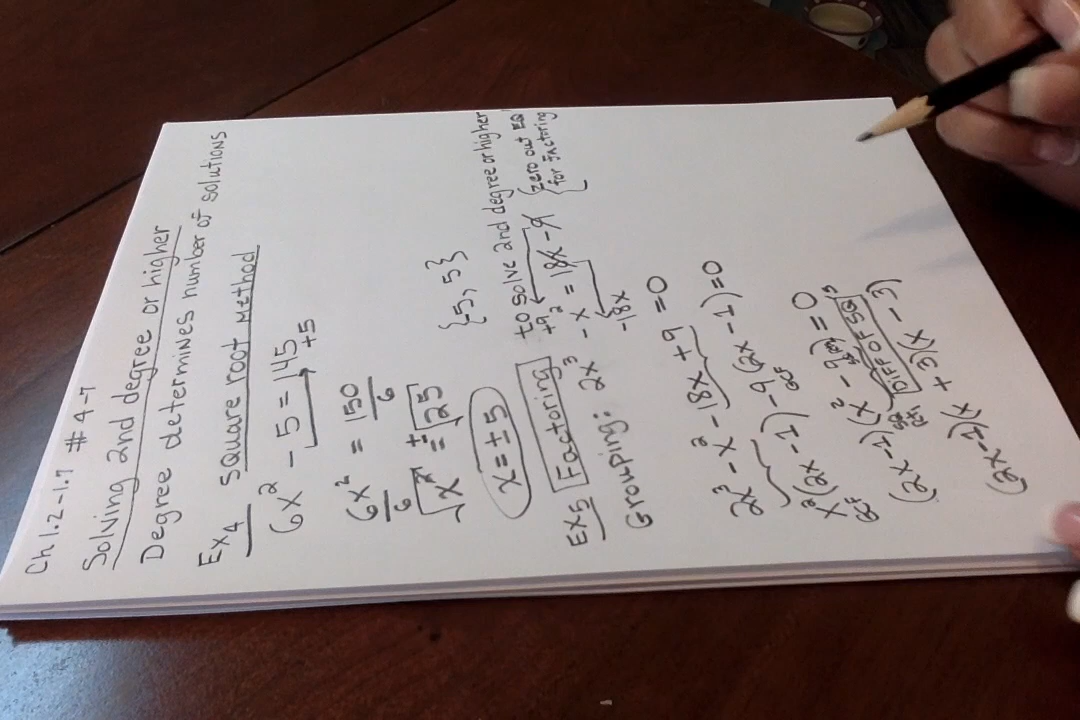 Ch 1.2-1.7 # 4-7
Solving 2nd degree or higher
Degree determines number of solutions
Ex4 Square root Method
6x² - 5 = 145
+5
6x² = 150
6 6
√x² = ±√25
x = ±5 {-5, 5}
Ex5 Factoring to solve 2nd degree or higher
+9
Grouping: 2x³ - x² = 18x - 9 {zero out EQ
for factoring
-18x
2x³ - x² - 18x + 9 = 0
x²(2x - 1) - 9(2x - 1) = 0
GCF GCF
(2x - 1)(x² - 9) = 0
DIFF OF SQ's
(2x - 1)(x + 3)(x - 3)